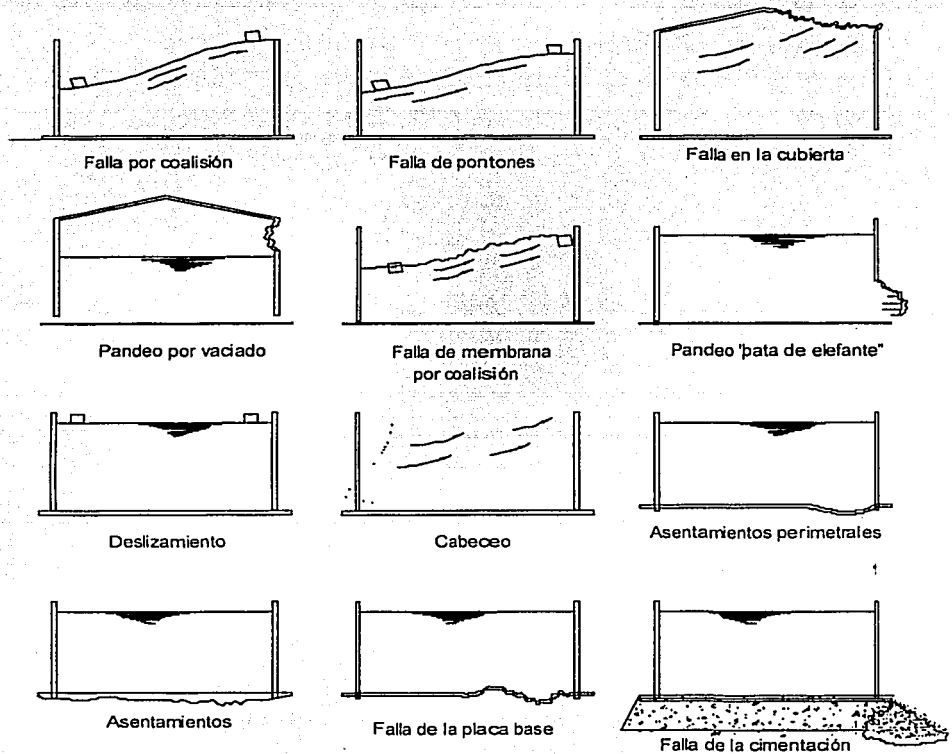 Falla por coalisión
Falla de pontones
Falla en la cubierta
Pandeo por vaciado
Falla de membrana
por coalisión
Pandeo "pata de elefante"
Deslizamiento
Cabeceo
Asentamientos perimetrales
Asentamientos
Falla de la placa base
Falla de la cimentación